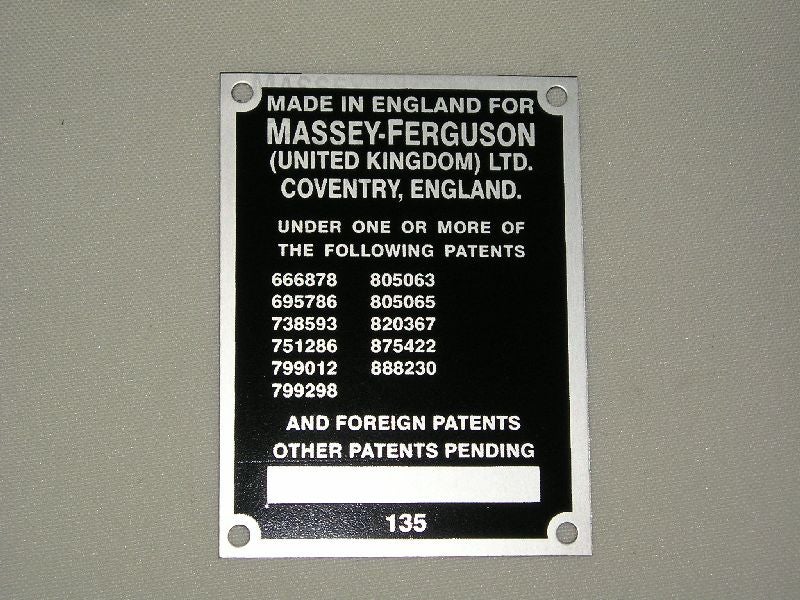 MADE IN ENGLAND FOR
MASSEY-FERGUSON
(UNITED KINGDOM) LTD.
COVENTRY, ENGLAND.
UNDER ONE OR MORE OF
THE FOLLOWING PATENTS
666878 805063
695786 805065
738593 820367
751286 875422
799012 888230
799298
AND FOREIGN PATENTS
OTHER PATENTS PENDING
135